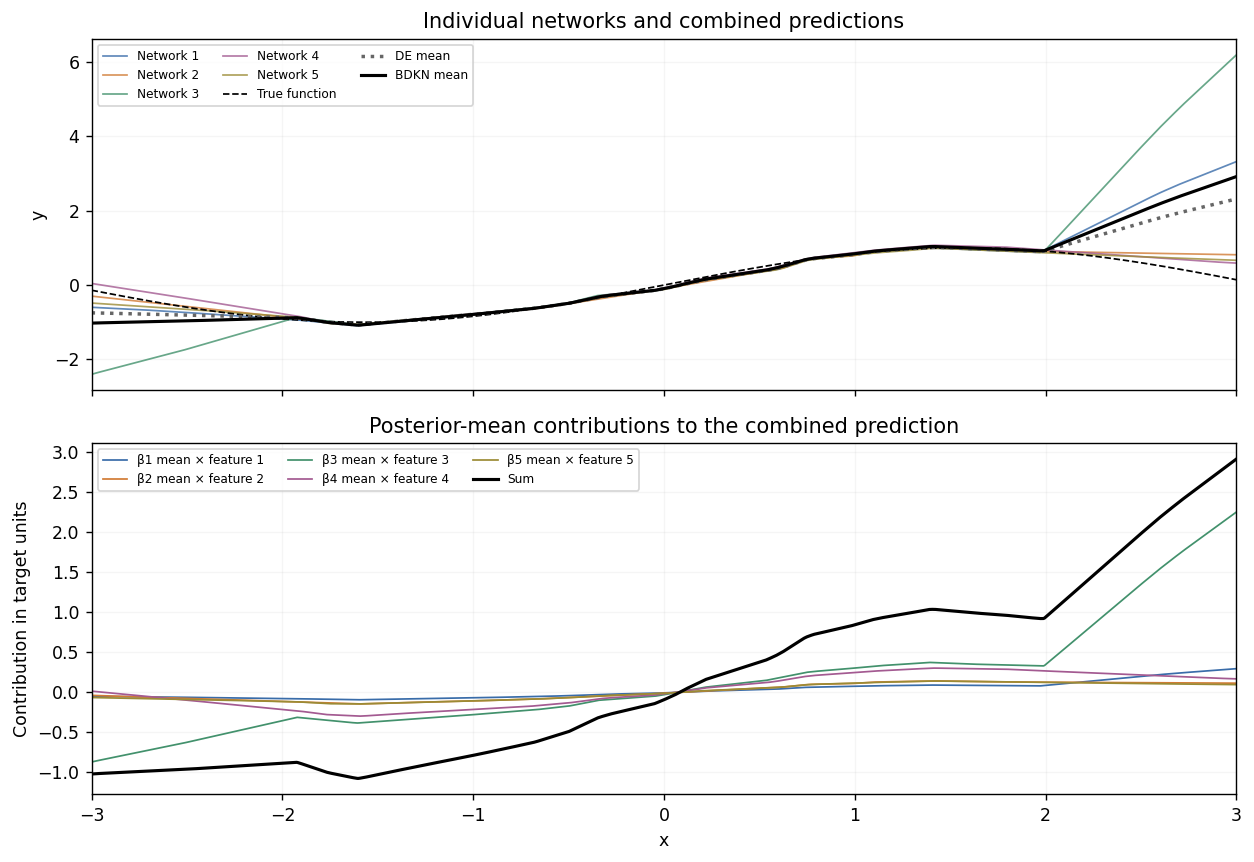 Individual networks and combined predictions
Network 1 Network 4 DE mean
Network 2 Network 5 BDKN mean
Network 3 True function
6
4
2
0
−2
y
Posterior-mean contributions to the combined prediction
β1 mean × feature 1 β3 mean × feature 3 β5 mean × feature 5
β2 mean × feature 2 β4 mean × feature 4 Sum
3.0
2.5
2.0
1.5
1.0
0.5
0.0
−0.5
−1.0
Contribution in target units
−3 −2 −1 0 1 2 3
x